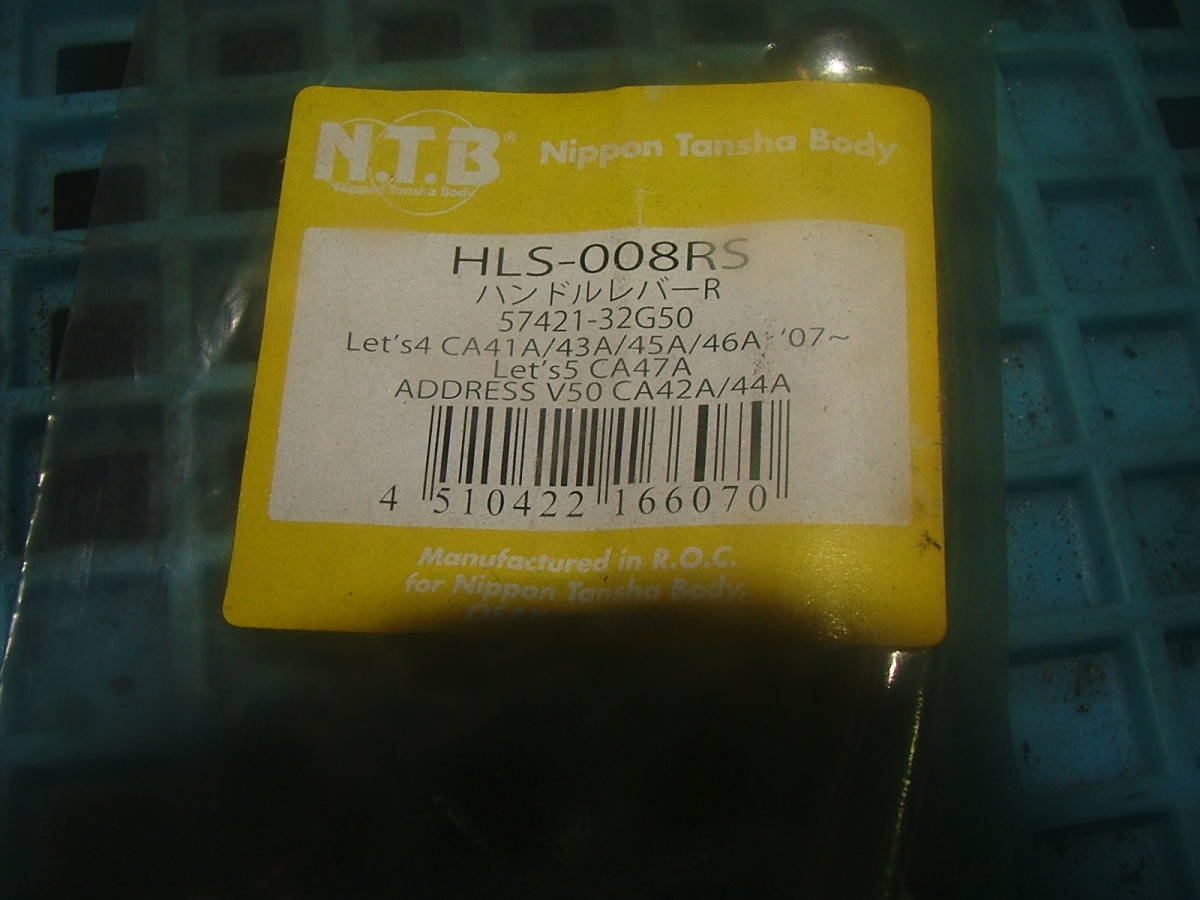 N.T.B®
Nippon Tansha Body
Nippon Tansha Body
HLS-008RS
ハンドルレバーR
57421-32G50
Let's4 CA41A/43A/45A/46A '07~
Let's5 CA47A
ADDRESS V50 CA42A/44A
4 510422 166070
Manufactured in R.O.C.
for Nippon Tansha Body,